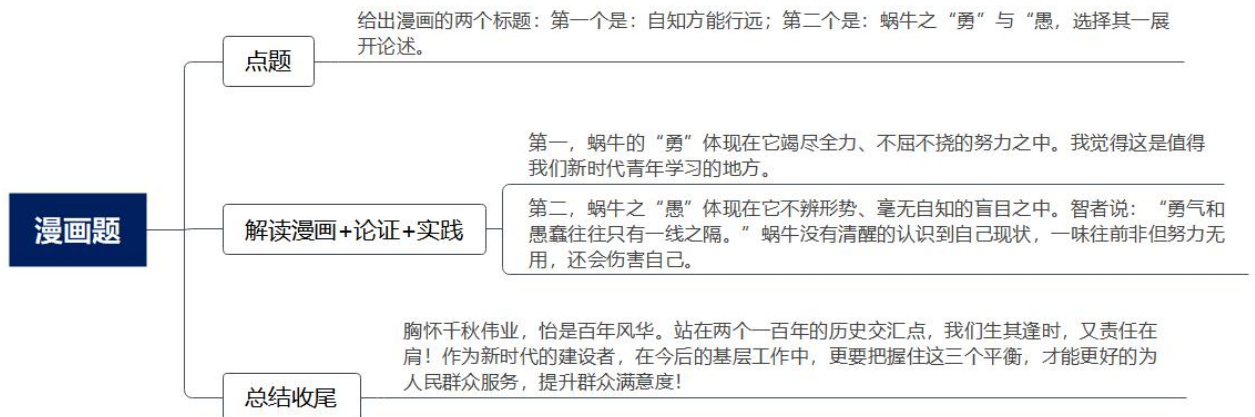 给出漫画的两个标题：第一个是：自知方能行远；第二个是：蜗牛之“勇”与“愚，选择其一展
开论述。
点题
第一，蜗牛的“勇”体现在它竭尽全力、不屈不挠的努力之中。我觉得这是值得
我们新时代青年学习的地方。
漫画题
解读漫画+论证+实践
第二，蜗牛之“愚”体现在它不辨形势、毫无自知的盲目之中。智者说：“勇气和
愚蠢往往只有一线之隔。”蜗牛没有清醒的认识到自己现状，一味往前非但努力无
用，还会伤害自己。
胸怀千秋伟业，恰是百年风华。站在两个一百年的历史交汇点，我们生其逢时，又责任在
肩！作为新时代的建设者，在今后的基层工作中，更要把握住这三个平衡，才能更好的为
人民群众服务，提升群众满意度！
总结收尾